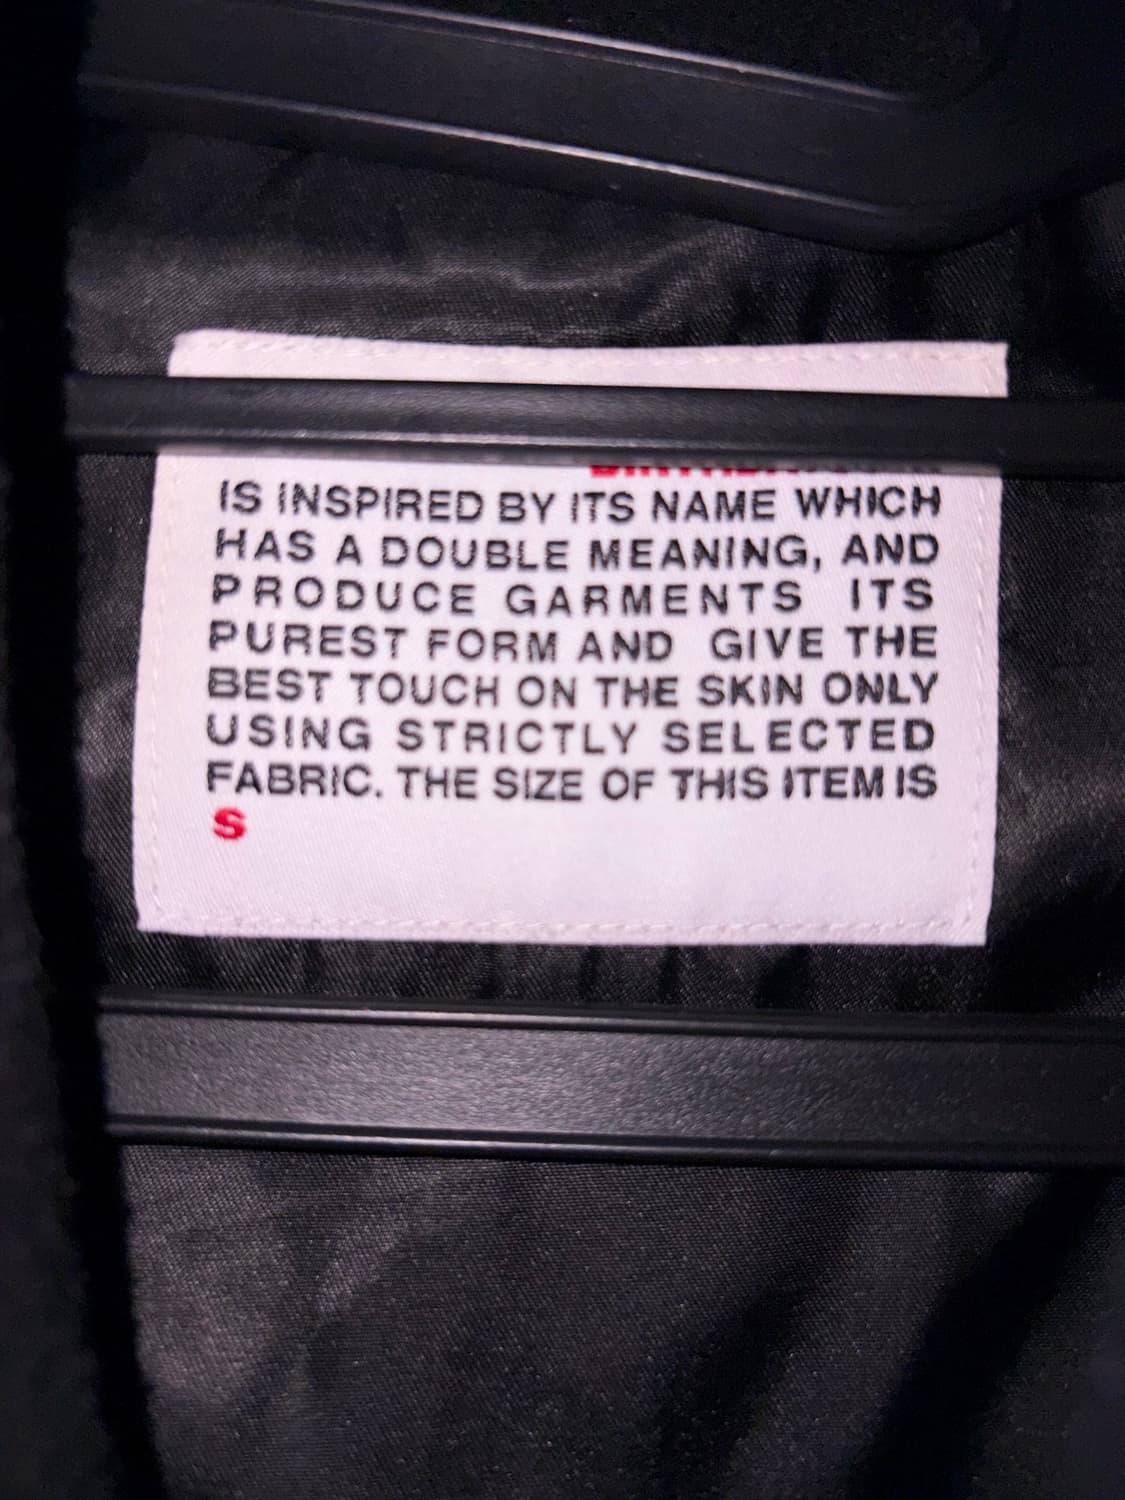 IS INSPIRED BY ITS NAME WHICH
HAS A DOUBLE MEANING, AND
PRODUCE GARMENTS ITS
PUREST FORM AND GIVE THE
BEST TOUCH ON THE SKIN ONLY
USING STRICTLY SELECTED
FABRIC. THE SIZE OF THIS ITEM IS
S